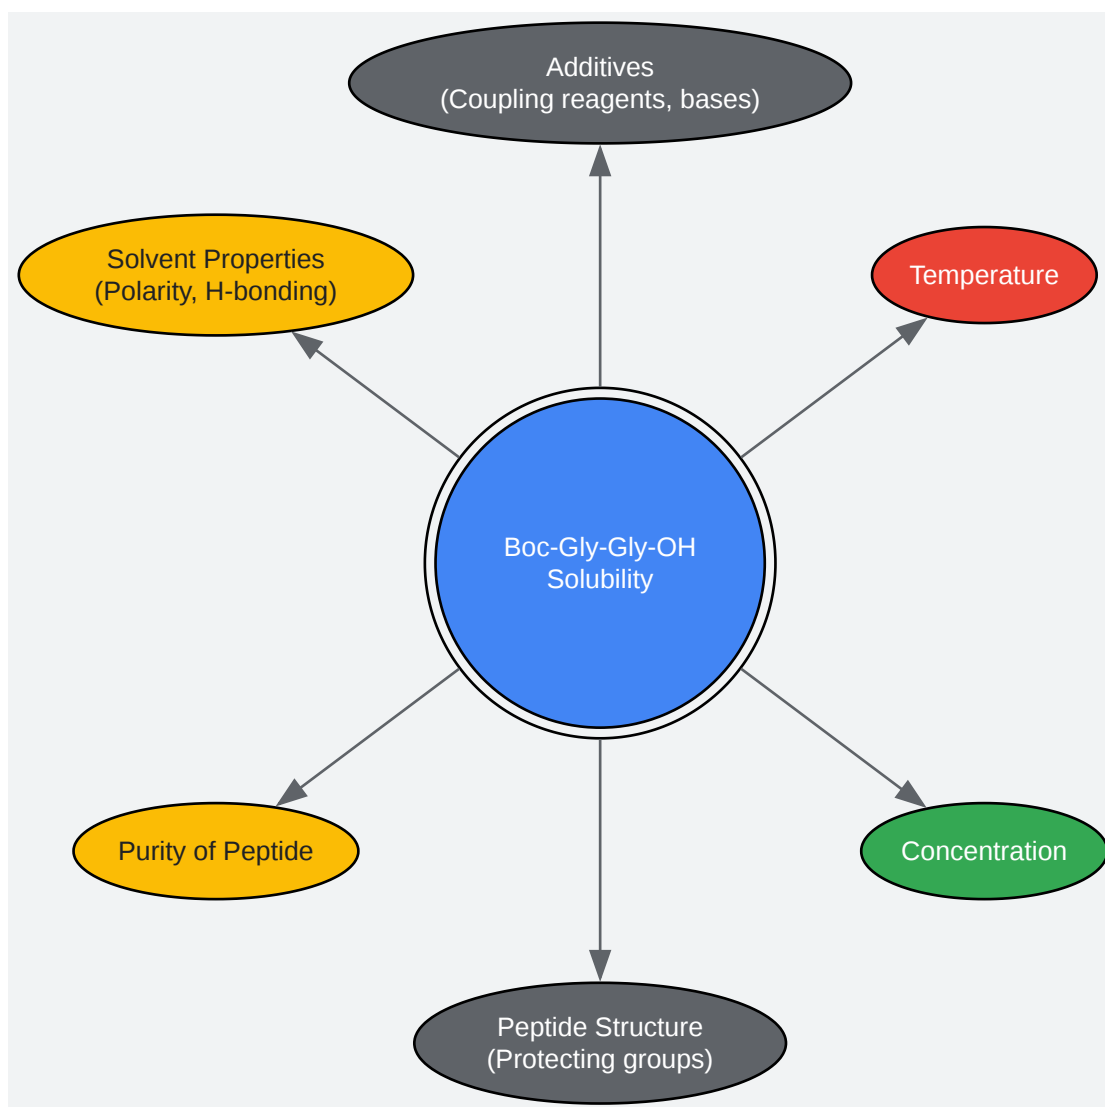 Additives
(Coupling reagents, bases)
Solvent Properties
(Polarity, H-bonding)
Temperature
Boc-Gly-Gly-OH
Solubility
Purity of Peptide
Concentration
Peptide Structure
(Protecting groups)